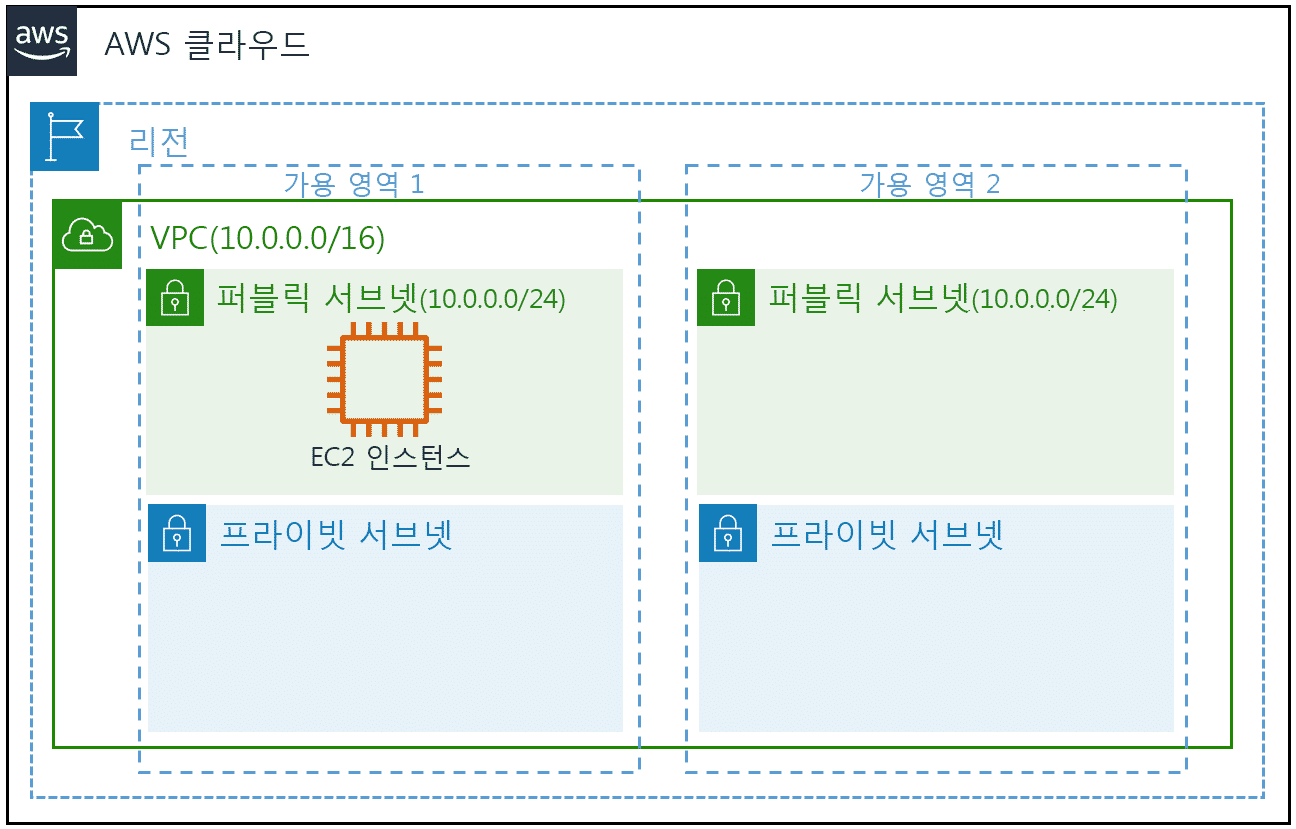 aws
AWS 클라우드
리전
가용 영역 1
가용 영역 2
VPC(10.0.0.0/16)
퍼블릭 서브넷(10.0.0.0/24)
퍼블릭 서브넷(10.0.0.0/24)
EC2 인스턴스
프라이빗 서브넷
프라이빗 서브넷